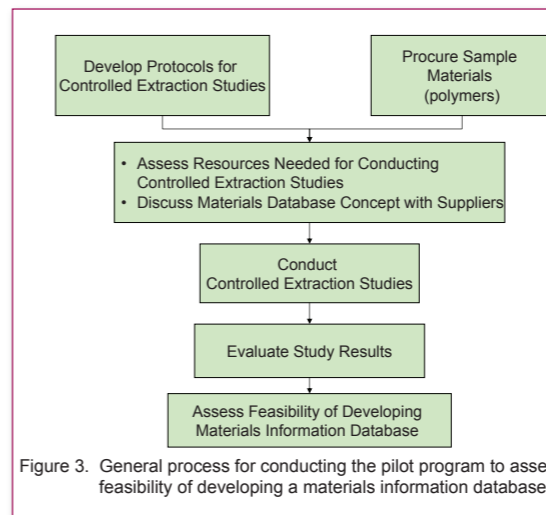 Develop Protocols for
Controlled Extraction Studies
Procure Sample
Materials
(polymers)
• Assess Resources Needed for Conducting
Controlled Extraction Studies
• Discuss Materials Database Concept with Suppliers
Conduct
Controlled Extraction Studies
Evaluate Study Results
Assess Feasibility of Developing
Materials Information Database
Figure 3. General process for conducting the pilot program to asse
feasibility of developing a materials information database